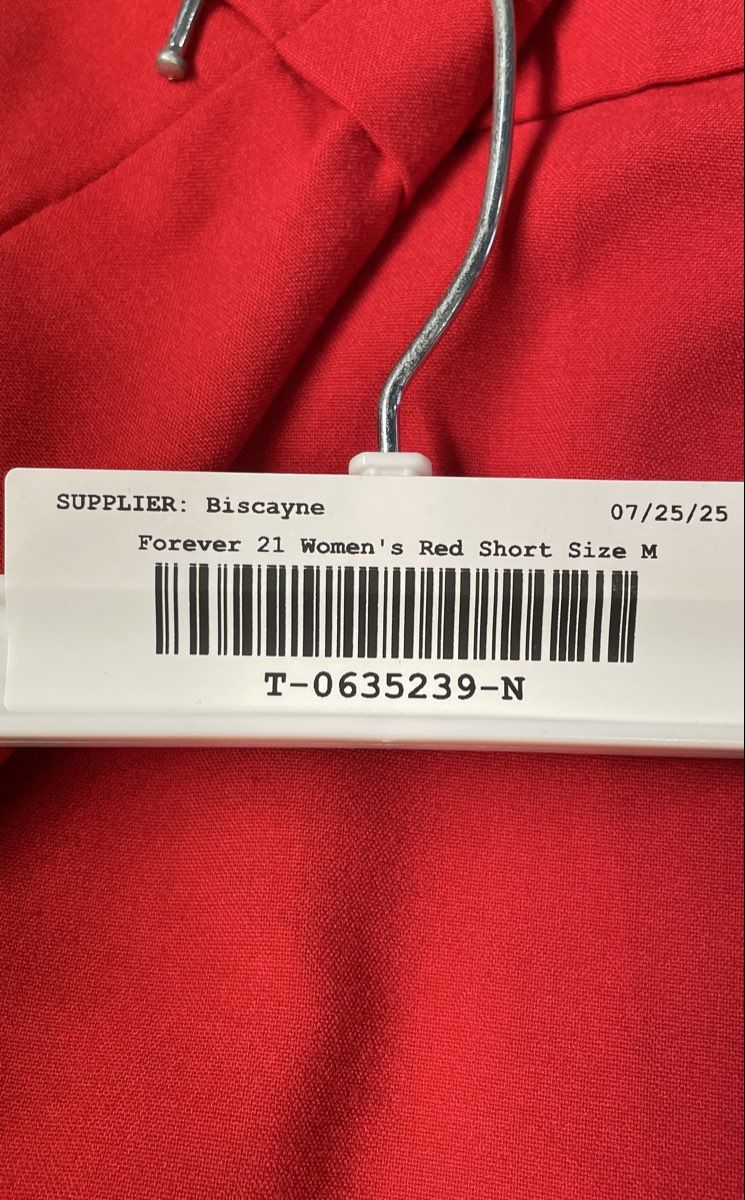 SUPPLIER: Biscayne 07/25/25
Forever 21 Women's Red Short Size M
T-0635239-N